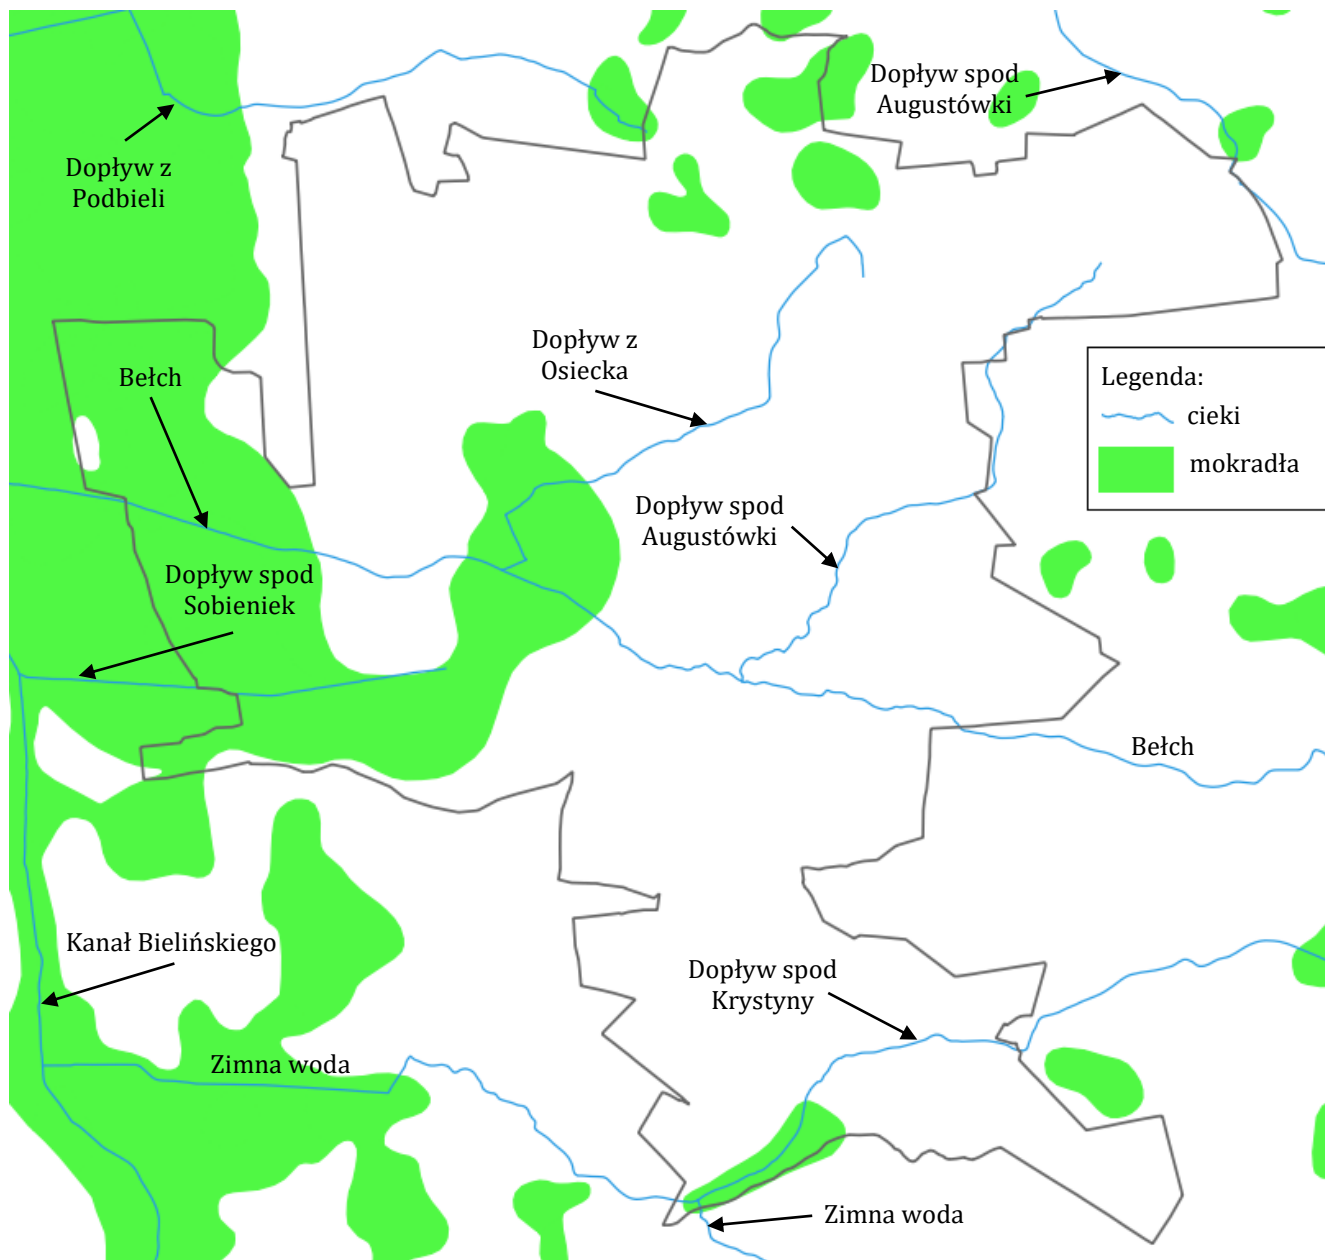 Dopływ spod
Augustówki
Dopływ z
Podbieli
Dopływ z
Osiecka
Bełch
Legenda:
cieki
mokradła
Dopływ spod
Augustówki
Dopływ spod
Sobieniek
Bełch
Kanał Bielińskiego
Dopływ spod
Krystyny
Zimna woda
Zimna woda